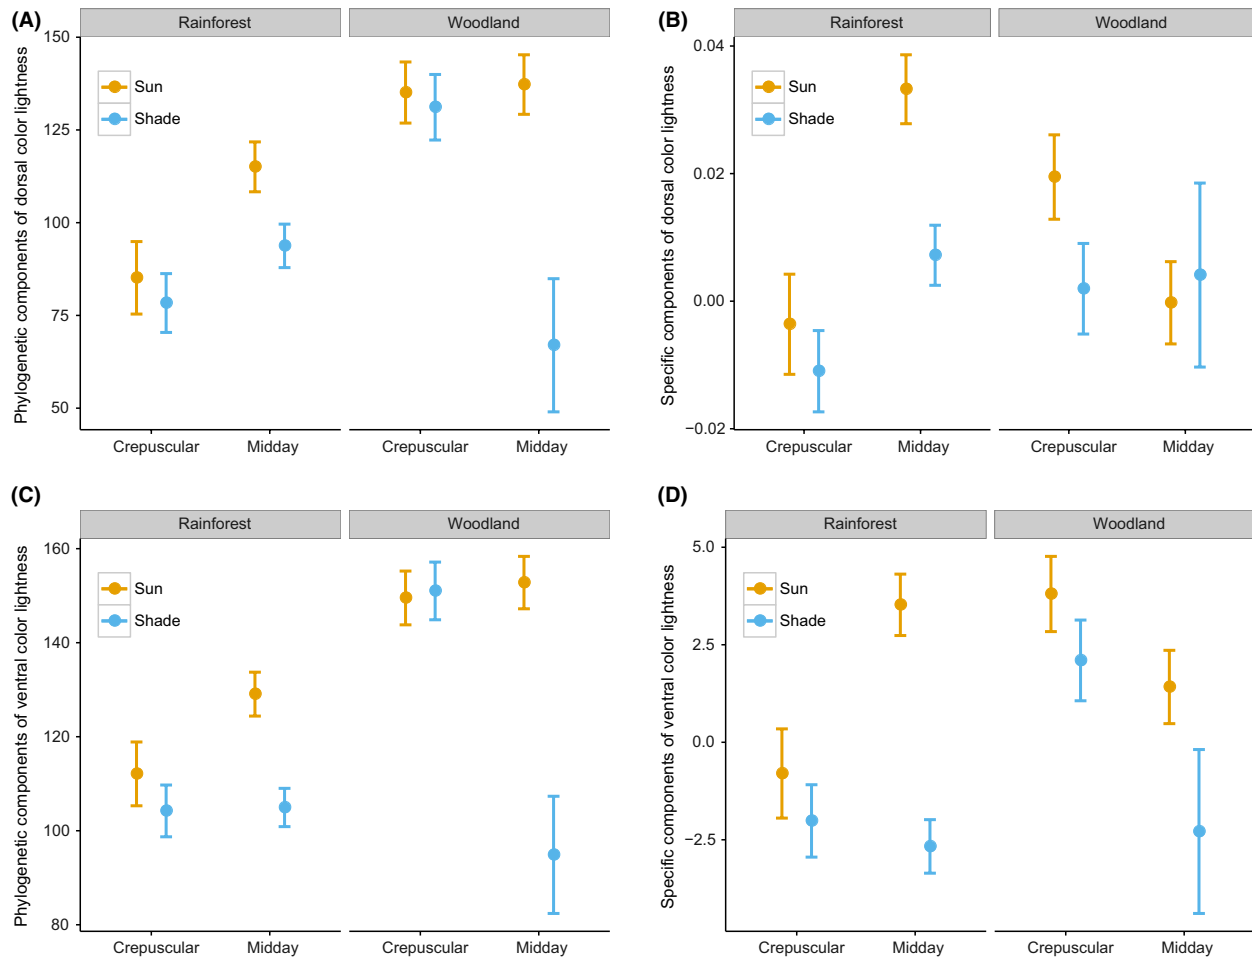 (A)
Rainforest
Woodland
Phylogenetic components of dorsal color lightness
150
125
100
75
50
Sun
Shade
Crepuscular
Midday
Crepuscular
Midday
(B)
Rainforest
Woodland
Specific components of dorsal color lightness
0.04
0.02
0.00
−0.02
Sun
Shade
Crepuscular
Midday
Crepuscular
Midday
(C)
Rainforest
Woodland
Phylogenetic components of ventral color lightness
160
140
120
100
80
Sun
Shade
Crepuscular
Midday
Crepuscular
Midday
(D)
Rainforest
Woodland
Specific components of ventral color lightness
5.0
2.5
0.0
−2.5
Sun
Shade
Crepuscular
Midday
Crepuscular
Midday